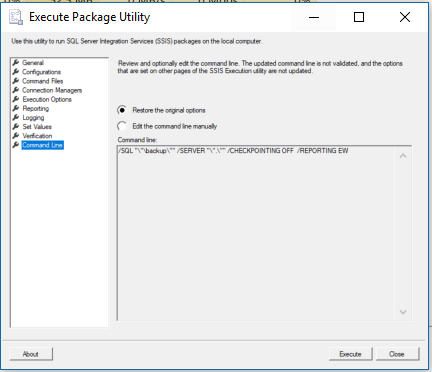 Execute Package Utility
Use this utility to run SQL Server Integration Services (SSIS) packages on the local computer.
General
Configurations
Command Files
Connection Managers
Execution Options
Reporting
Logging
Set Values
Verification
Command Line
Review and optionally edit the command line. The updated command line is not validated, and the options
that are set on other pages of the SSIS Execution utility are not updated.
Restore the original options
Edit the command line manually
Command line:
/SQL "\"\backup\"" /SERVER "\".\"" /CHECKPOINTING OFF /REPORTING EW
About
Execute
Close